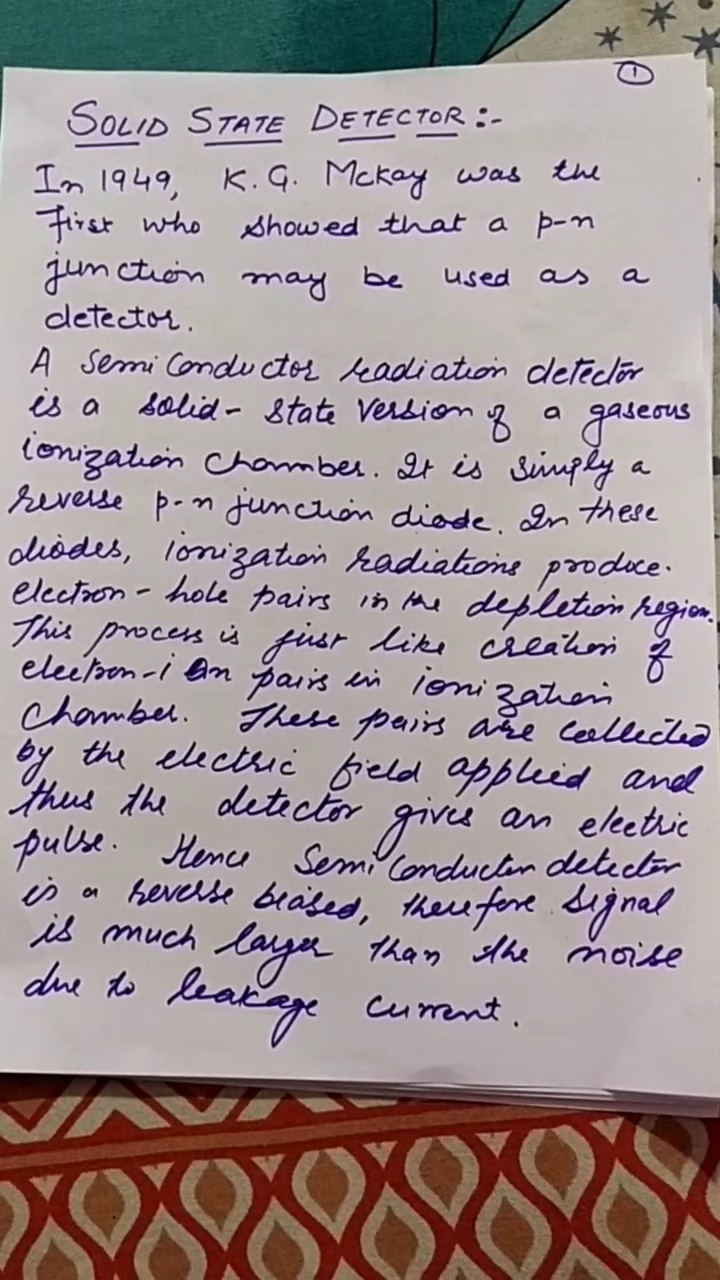 ①
SOLID STATE DETECTOR :-
In 1949, K. G. Mckay was the
first who showed that a p-n
junction may be used as a
detector.
A semiconductor radiation detector
is a solid-state version of a gaseous
ionization chamber. It is simply a
reverse p-n junction diode. In these
diodes, ionization radiations produce.
electron-hole pairs in the depletion region.
This process is just like creation of
electron-ion pairs in ionization
chamber. These pairs are collected
by the electric field applied and
thus the detector gives an electric
pulse. Hence semiconductor detector
is a reverse biased, therefore signal
is much larger than the noise
due to leakage current.